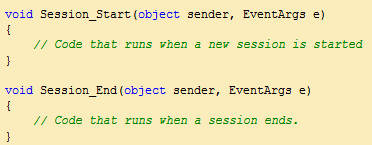 void Session_Start(object sender, EventArgs e)
{
// Code that runs when a new session is started
}
void Session_End(object sender, EventArgs e)
{
// Code that runs when a session ends.
}